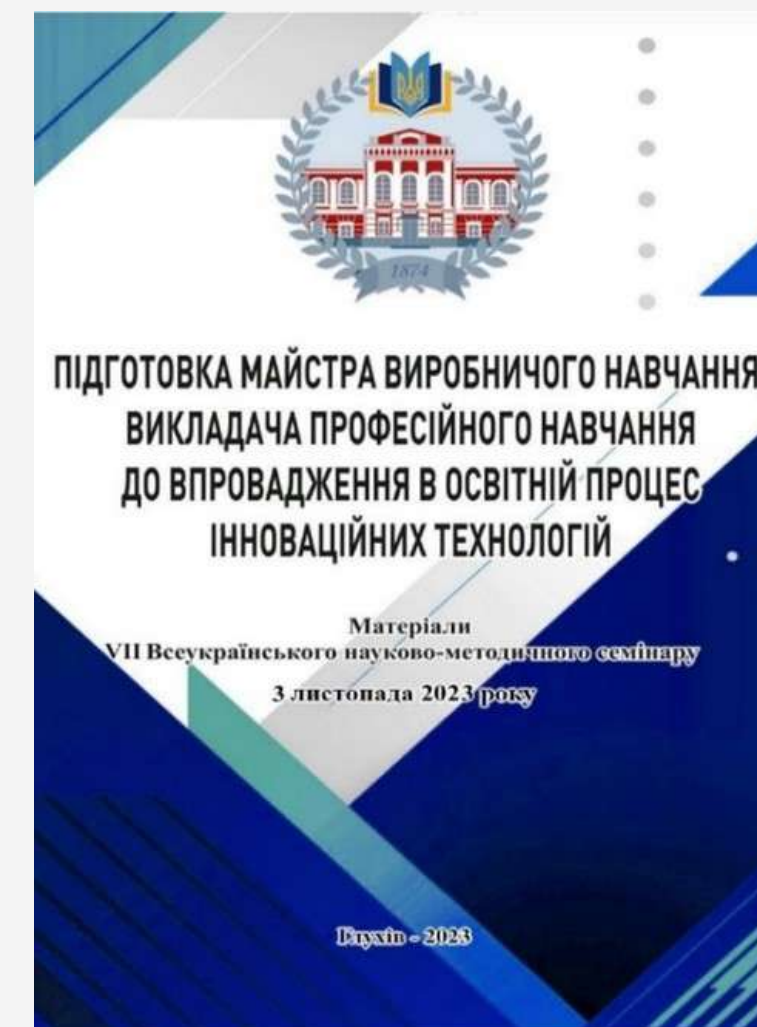 1874
ПІДГОТОВКА МАЙСТРА ВИРОБНИЧОГО НАВЧАННЯ
ВИКЛАДАЧА ПРОФЕСІЙНОГО НАВЧАННЯ
ДО ВПРОВАДЖЕННЯ В ОСВІТНІЙ ПРОЦЕС
ІННОВАЦІЙНИХ ТЕХНОЛОГІЙ
Матеріали
VII Всеукраїнського науково-методичного семінару
3 листопада 2023 року
Глухів - 2023